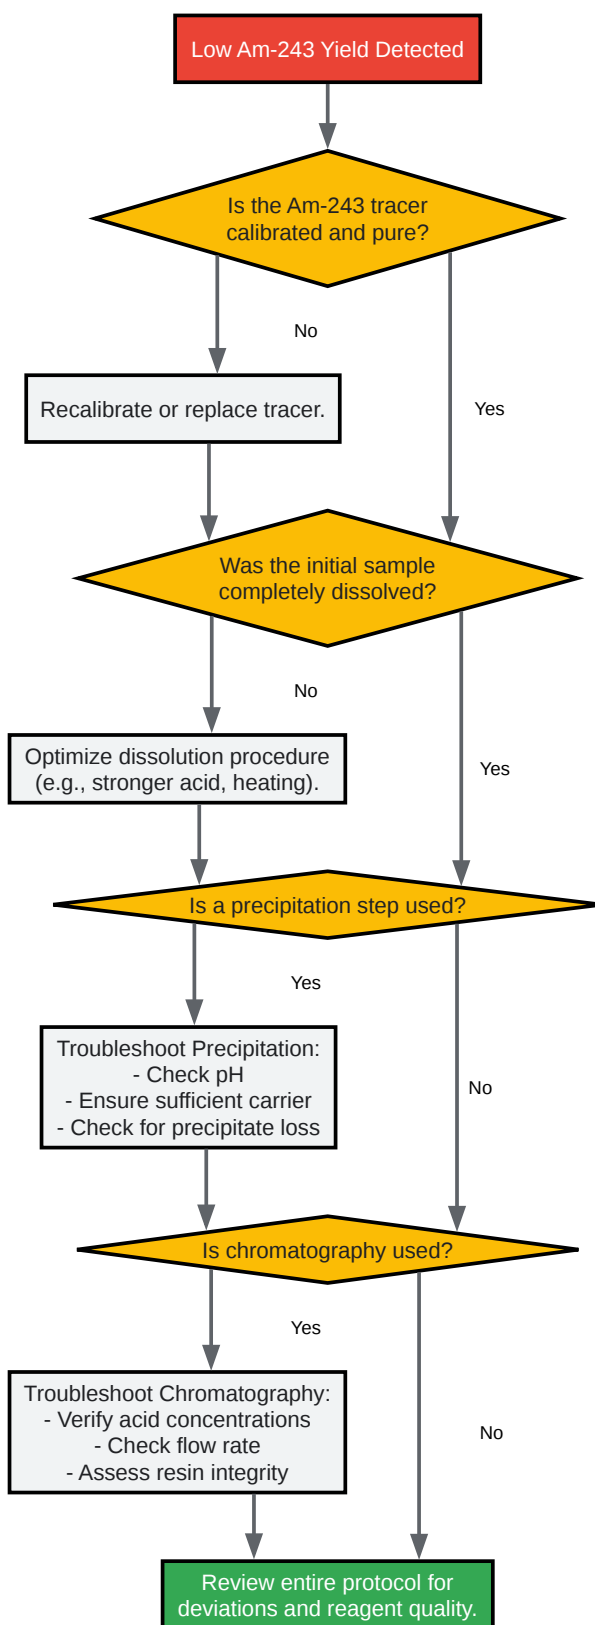 Low Am-243 Yield Detected
Is the Am-243 tracer
calibrated and pure?
No
Recalibrate or replace tracer.
Yes
Was the initial sample
completely dissolved?
No
Optimize dissolution procedure
(e.g., stronger acid, heating).
Yes
Is a precipitation step used?
Yes
Troubleshoot Precipitation:
- Check pH
- Ensure sufficient carrier
- Check for precipitate loss
No
Is chromatography used?
Yes
Troubleshoot Chromatography:
- Verify acid concentrations
- Check flow rate
- Assess resin integrity
No
Review entire protocol for
deviations and reagent quality.